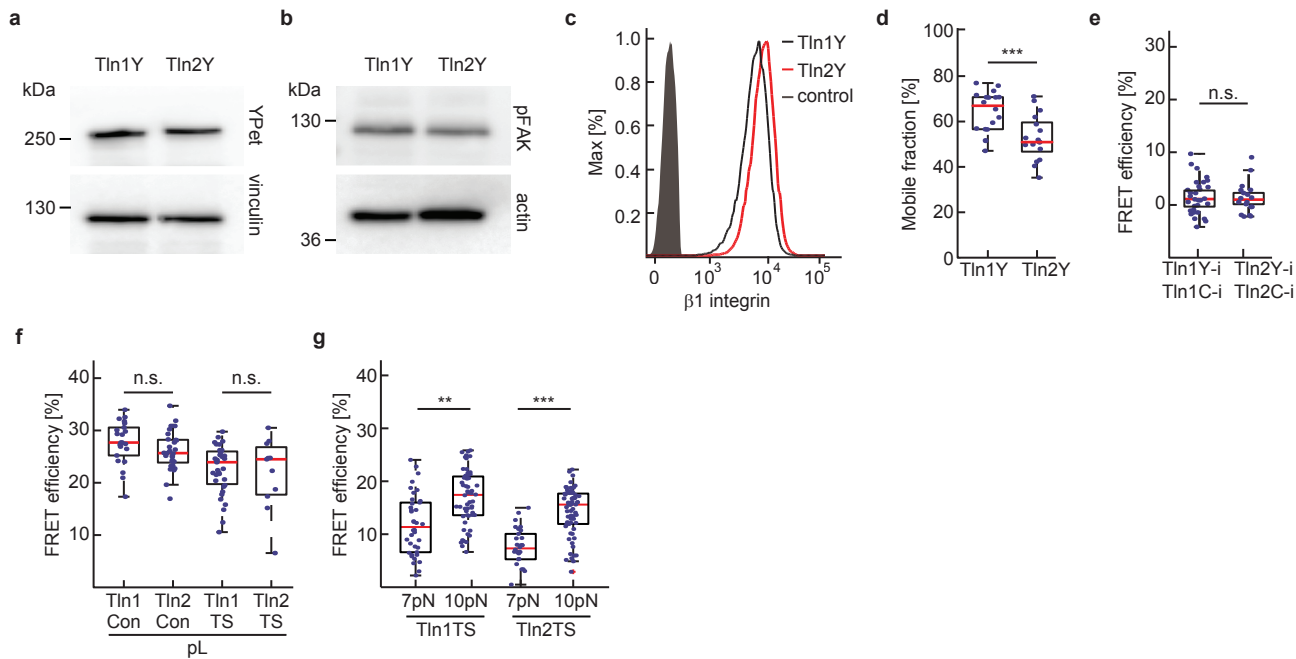 a
Tln1Y Tln2Y
kDa
250
130
YPet
vinculin
b
Tln1Y Tln2Y
kDa
130
36
pFAK
actin
c
Max [%]
1.0
0.8
0.6
0.4
0.2
Tln1Y
Tln2Y
control
0 10³ 10⁴ 10⁵
β1 integrin
d
Mobile fraction [%]
100
80
60
40
20
0
***
Tln1Y Tln2Y
e
FRET efficiency [%]
30
20
10
0
n.s.
Tln1Y-i Tln2Y-i
Tln1C-i Tln2C-i
f
FRET efficiency [%]
40
30
20
10
n.s. n.s.
Tln1 Tln2 Tln1 Tln2
Con Con TS TS
pL
g
FRET efficiency [%]
40
30
20
10
** ***
7pN 10pN 7pN 10pN
Tln1TS Tln2TS